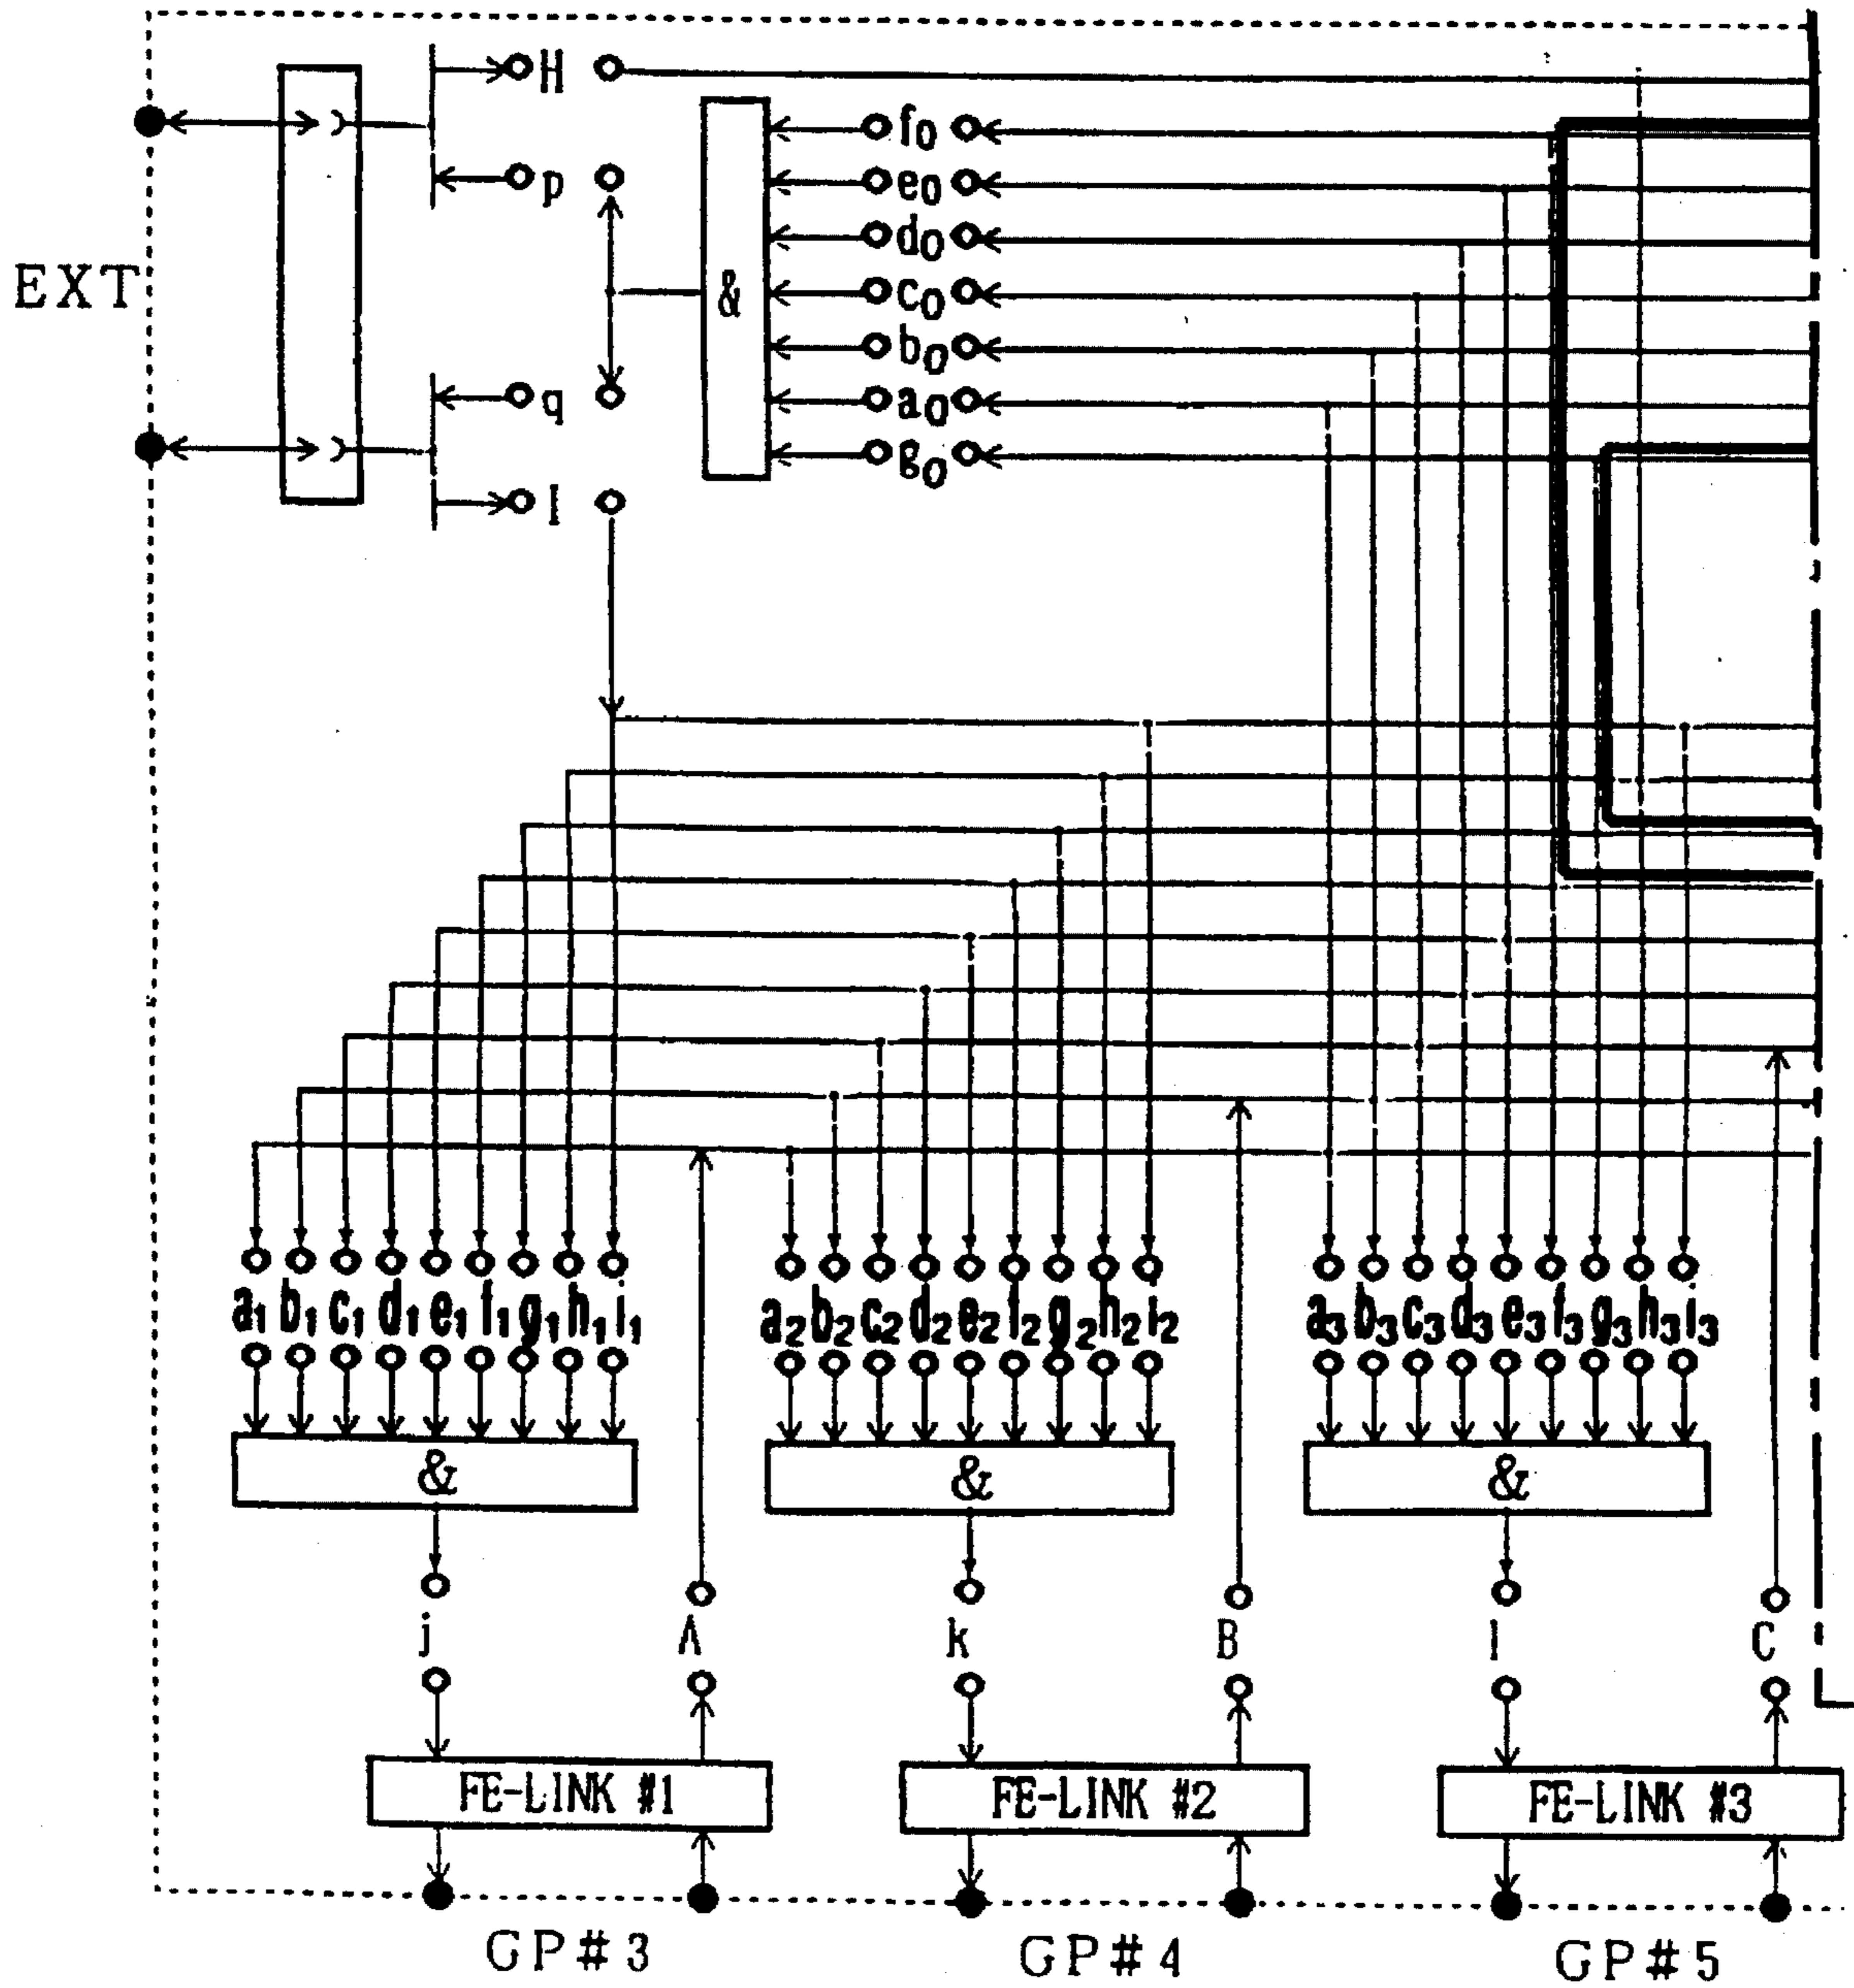 H
f0
p
e0
d0
EXT
c0
&
b0
q
a0
g0
I
a1 b1 c1 d1 e1 f1 g1 h1 i1
a2 b2 c2 d2 e2 f2 g2 h2 i2
a3 b3 c3 d3 e3 f3 g3 h3 i3
&
&
&
j
A
k
B
l
C
FE-LINK #1
FE-LINK #2
FE-LINK #3
GP#3
GP#4
GP#5